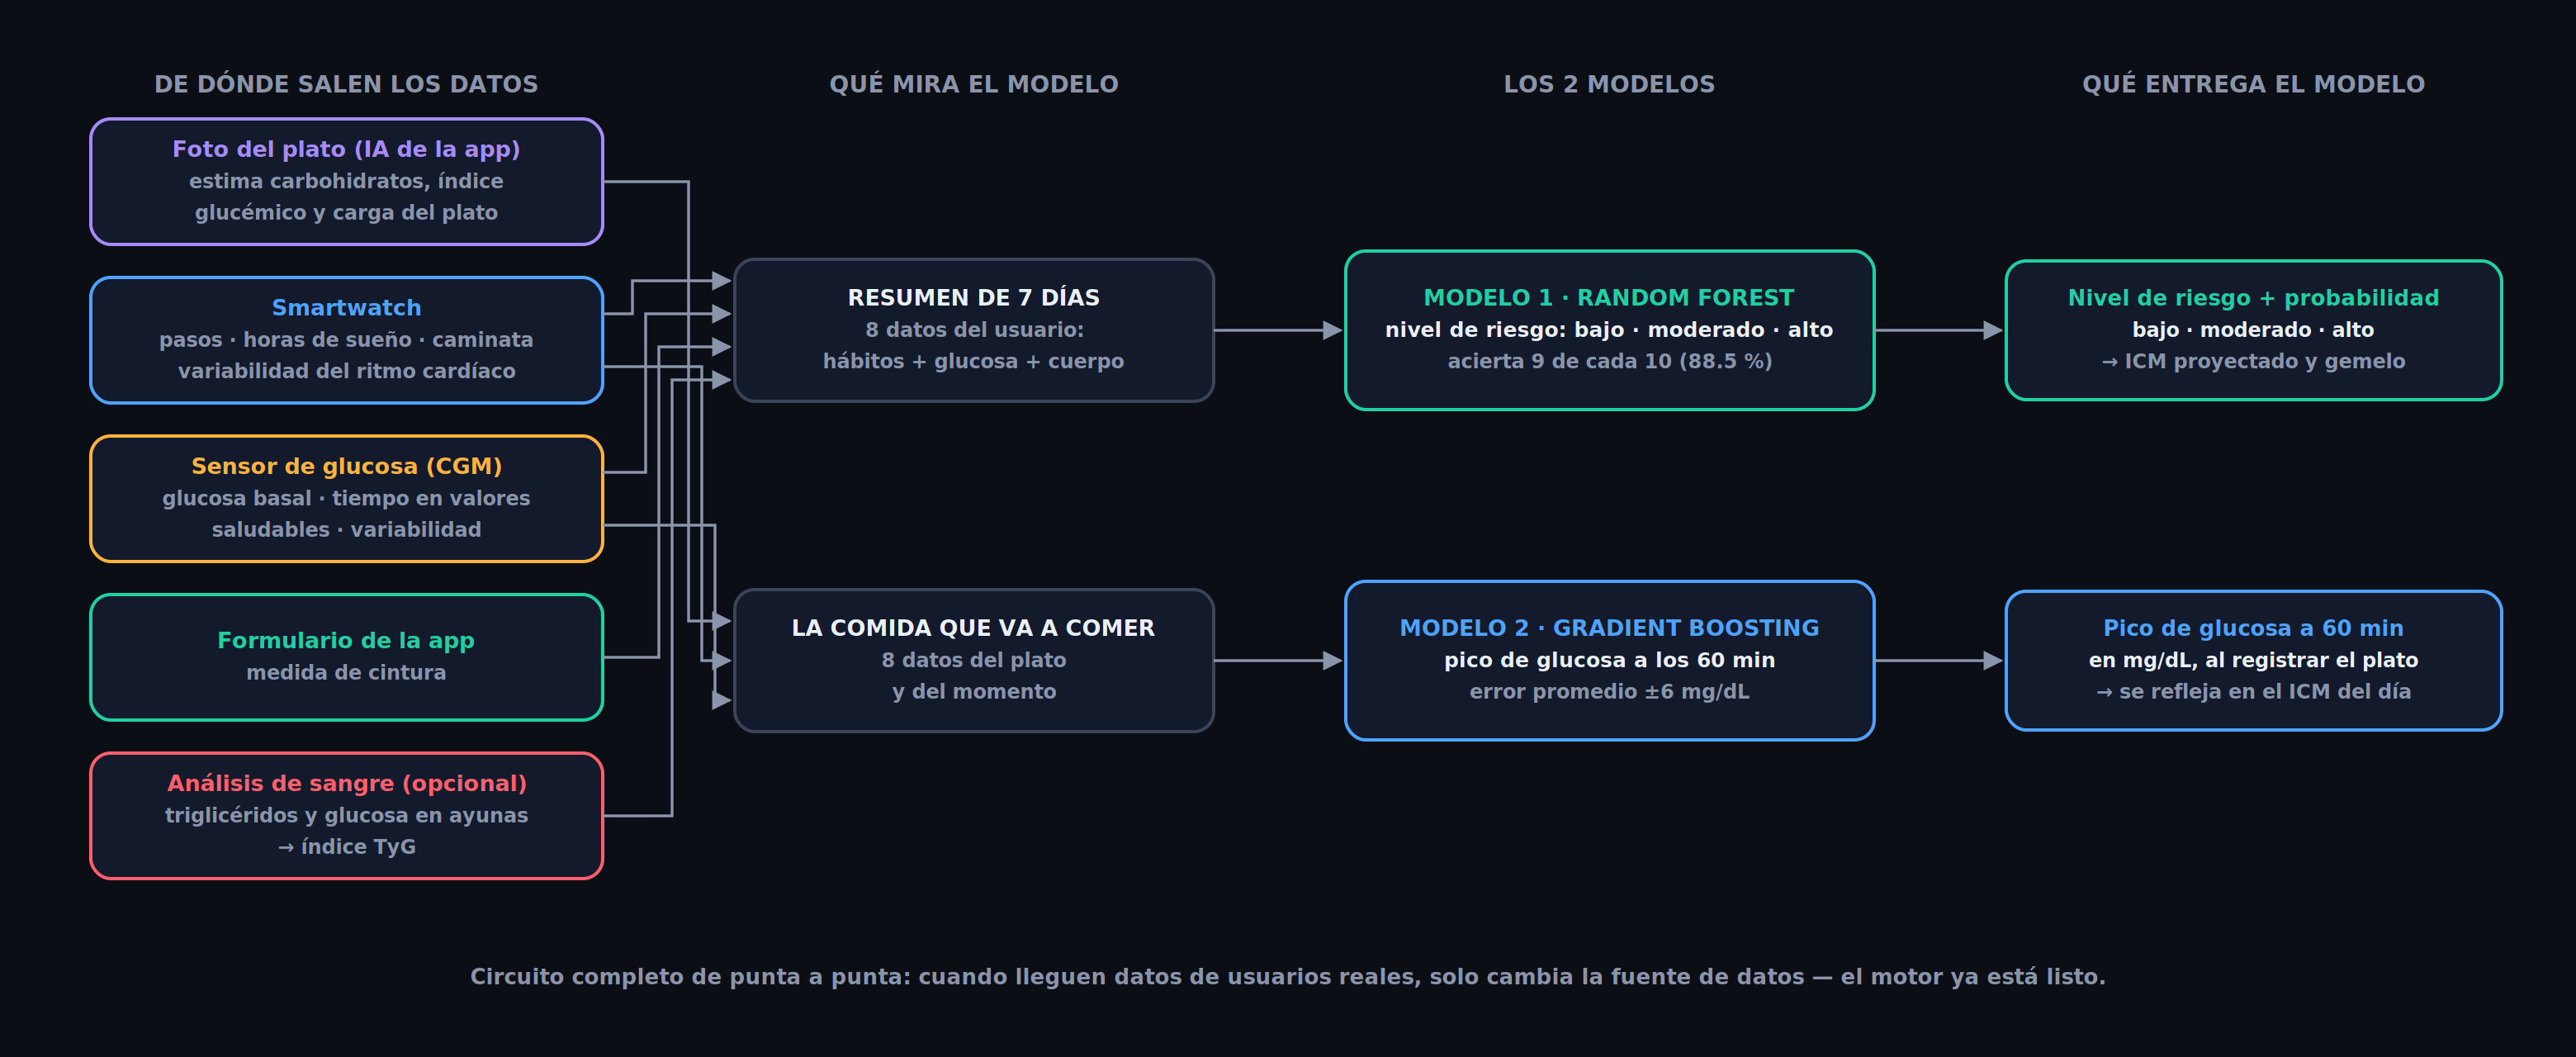 DE DÓNDE SALEN LOS DATOS
QUÉ MIRA EL MODELO
LOS 2 MODELOS
QUÉ ENTREGA EL MODELO
Foto del plato (IA de la app)
estima carbohidratos, índice
glucémico y carga del plato
Smartwatch
pasos · horas de sueño · caminata
variabilidad del ritmo cardíaco
Sensor de glucosa (CGM)
glucosa basal · tiempo en valores
saludables · variabilidad
Formulario de la app
medida de cintura
Análisis de sangre (opcional)
triglicéridos y glucosa en ayunas
→ índice TyG
RESUMEN DE 7 DÍAS
8 datos del usuario:
hábitos + glucosa + cuerpo
LA COMIDA QUE VA A COMER
8 datos del plato
y del momento
MODELO 1 · RANDOM FOREST
nivel de riesgo: bajo · moderado · alto
acierta 9 de cada 10 (88.5 %)
MODELO 2 · GRADIENT BOOSTING
pico de glucosa a los 60 min
error promedio ±6 mg/dL
Nivel de riesgo + probabilidad
bajo · moderado · alto
→ ICM proyectado y gemelo
Pico de glucosa a 60 min
en mg/dL, al registrar el plato
→ se refleja en el ICM del día
Circuito completo de punta a punta: cuando lleguen datos de usuarios reales, solo cambia la fuente de datos — el motor ya está listo.